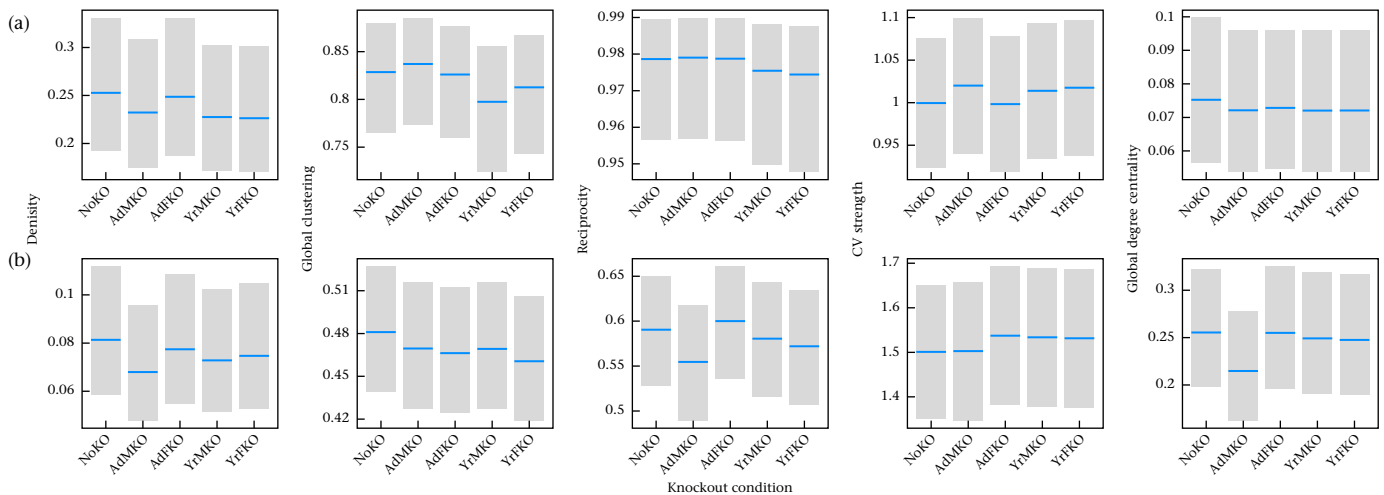 (a)
Denisity
0.3
0.25
0.2
NoKO
AdMKO
AdFKO
YrMKO
YrFKO
Global clustering
0.85
0.8
0.75
NoKO
AdMKO
AdFKO
YrMKO
YrFKO
Reciprocity
0.99
0.98
0.97
0.96
0.95
NoKO
AdMKO
AdFKO
YrMKO
YrFKO
CV strength
1.1
1.05
1
0.95
NoKO
AdMKO
AdFKO
YrMKO
YrFKO
Global degree centrality
0.1
0.09
0.08
0.07
0.06
NoKO
AdMKO
AdFKO
YrMKO
YrFKO
(b)
0.1
0.08
0.06
NoKO
AdMKO
AdFKO
YrMKO
YrFKO
0.51
0.48
0.45
0.42
NoKO
AdMKO
AdFKO
YrMKO
YrFKO
0.65
0.6
0.55
0.5
NoKO
AdMKO
AdFKO
YrMKO
YrFKO
1.7
1.6
1.5
1.4
NoKO
AdMKO
AdFKO
YrMKO
YrFKO
0.3
0.25
0.2
NoKO
AdMKO
AdFKO
YrMKO
YrFKO
Knockout condition